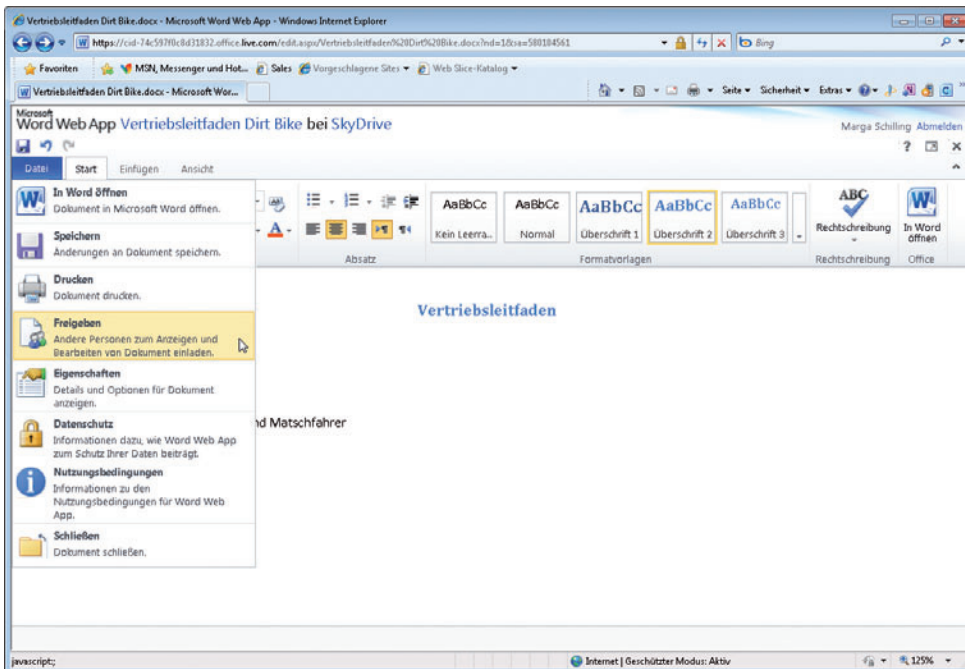 Vertriebsleitfaden Dirt Bike.docx - Microsoft Word Web App - Windows Internet Explorer
https://cid-74c597f0c8d31832.office.live.com/edit.aspx/Vertriebsleitfaden%20Dirt%20Bike.docx?nd=1&sa=580184561
Bing
Favoriten MSN, Messenger und Hot... Sales Vorgeschlagene Sites Web Slice-Katalog
Vertriebsleitfaden Dirt Bike.docx - Microsoft Wor...
Seite Sicherheit Extras
Microsoft
Word Web App Vertriebsleitfaden Dirt Bike bei SkyDrive
Marga Schilling Abmelden
Datei Start Einfügen Ansicht
In Word öffnen
Dokument in Microsoft Word öffnen.
Speichern
Änderungen an Dokument speichern.
Drucken
Dokument drucken.
Freigeben
Andere Personen zum Anzeigen und
Bearbeiten von Dokument einladen.
Eigenschaften
Details und Optionen für Dokument
anzeigen.
Datenschutz
Informationen dazu, wie Word Web App
zum Schutz Ihrer Daten beiträgt.
Nutzungsbedingungen
Informationen zu den
Nutzungsbedingungen für Word Web
App.
Schließen
Dokument schließen.
Absatz
AaBbCc AaBbCc AaBbCc AaBbCc AaBbCc
Kein Leerra... Normal Überschrift 1 Überschrift 2 Überschrift 3
Formatvorlagen
ABC
Rechtschreibung
Rechtschreibung
In Word
öffnen
Office
Vertriebsleitfaden
nd Matschfahrer
javascript:;
Internet | Geschützter Modus: Aktiv
125%